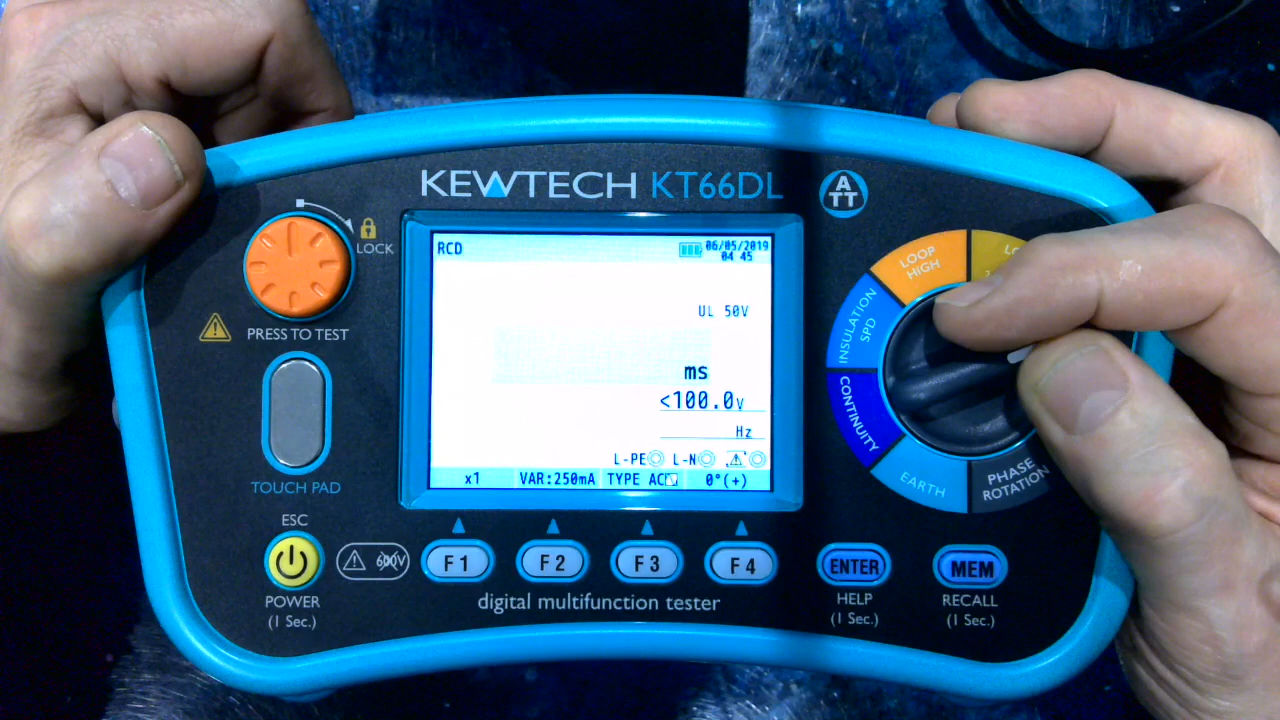 KEWTECH KT66DL
ATT
LOCK
PRESS TO TEST
TOUCH PAD
ESC
POWER
(1 Sec.)
600V
RCD
06/05/2019
04 45
UL 50V
ms
<100.0V
Hz
L-PE L-N
x1 VAR:250mA TYPE AC 0°(+)
F1 F2 F3 F4
digital multifunction tester
ENTER
HELP
(1 Sec.)
MEM
RECALL
(1 Sec.)
LOOP
HIGH
INSULATION
SPD
CONTINUITY
EARTH
PHASE
ROTATION